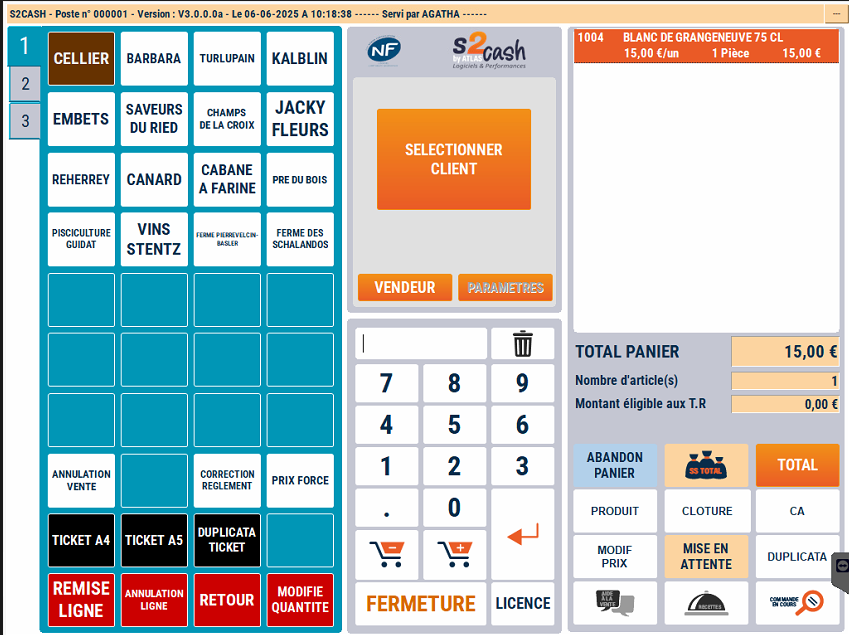 S2CASH - Poste n° 000001 - Version : V3.0.0.0a - Le 06-06-2025 A 10:18:38 ------ Servi par AGATHA ------
...
1
2
3
CELLIER
BARBARA
TURLUPAIN
KALBLIN
EMBETS
SAVEURS
DU RIED
CHAMPS
DE LA CROIX
JACKY
FLEURS
REHERREY
CANARD
CABANE
A FARINE
PRE DU BOIS
PISCICULTURE
GUIDAT
VINS
STENTZ
FERME PIERREVELCIN-
BASLER
FERME DES
SCHALANDOS
ANNULATION
VENTE
CORRECTION
REGLEMENT
PRIX FORCE
TICKET A4
TICKET A5
DUPLICATA
TICKET
REMISE
LIGNE
ANNULATION
LIGNE
RETOUR
MODIFIE
QUANTITE
NF
s2cash
by ATLAS
Logiciels & Performances
SELECTIONNER
CLIENT
VENDEUR
PARAMETRES
7 8 9
4 5 6
1 2 3
. 0
- +
FERMETURE
LICENCE
1004 BLANC DE GRANGENEUVE 75 CL
15,00 €/un 1 Pièce 15,00 €
TOTAL PANIER 15,00 €
Nombre d'article(s) 1
Montant éligible aux T.R 0,00 €
ABANDON
PANIER
SS TOTAL
TOTAL
PRODUIT
CLOTURE
CA
MODIF
PRIX
MISE EN
ATTENTE
DUPLICATA
AIDE
A LA
VENTE
RECETTES
COMMANDE
EN COURS